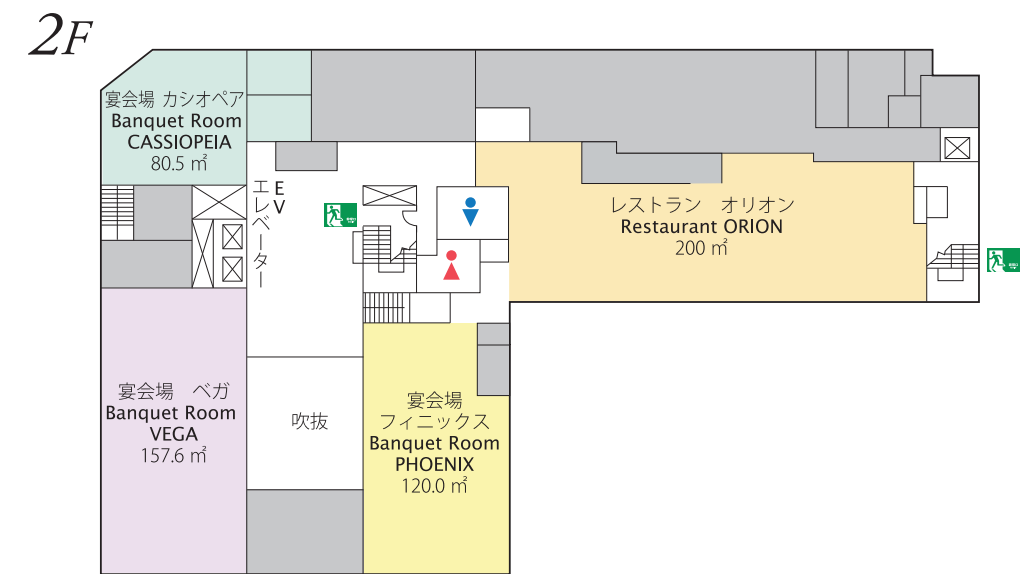 2F
宴会場 カシオペア
Banquet Room
CASSIOPEIA
80.5 ㎡
エレベーター
EV
レストラン オリオン
Restaurant ORION
200 ㎡
宴会場 ベガ
Banquet Room
VEGA
157.6 ㎡
吹抜
宴会場
フィニックス
Banquet Room
PHOENIX
120.0 ㎡